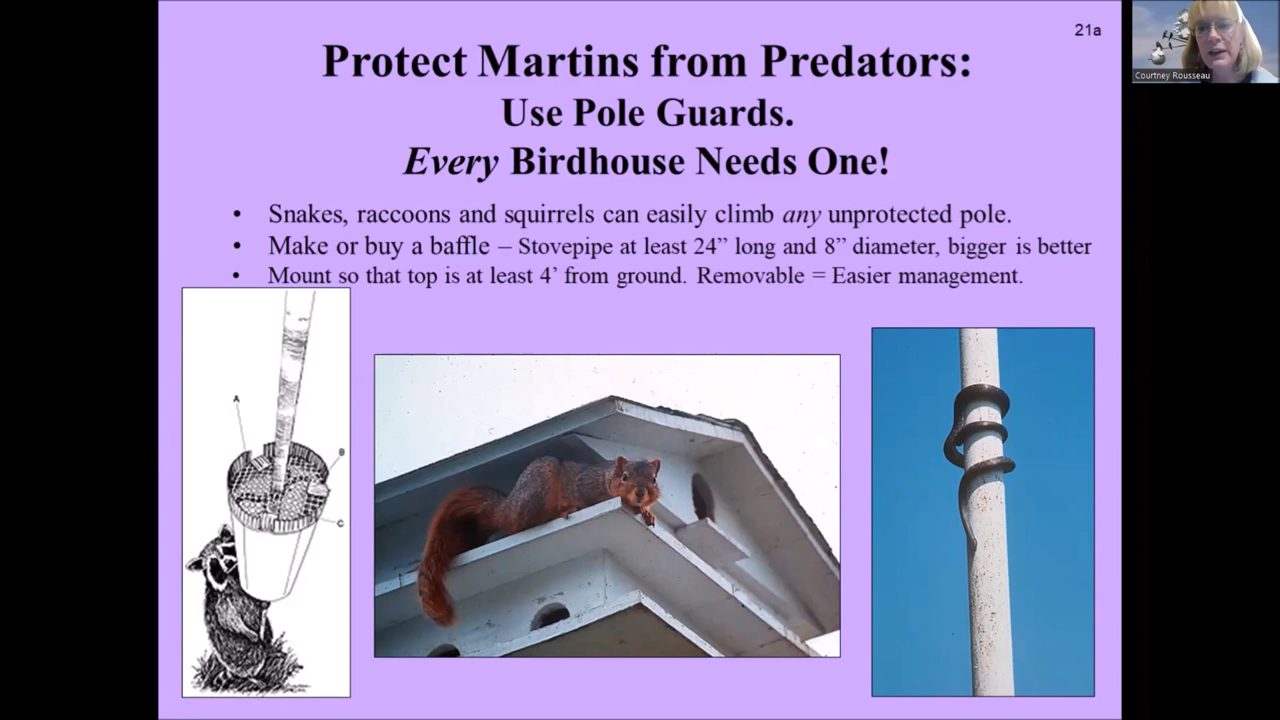 21a
Protect Martins from Predators:
Use Pole Guards.
Every Birdhouse Needs One!
• Snakes, raccoons and squirrels can easily climb any unprotected pole.
• Make or buy a baffle – Stovepipe at least 24” long and 8” diameter, bigger is better
• Mount so that top is at least 4’ from ground. Removable = Easier management.
A
B
C
Courtney Rousseau